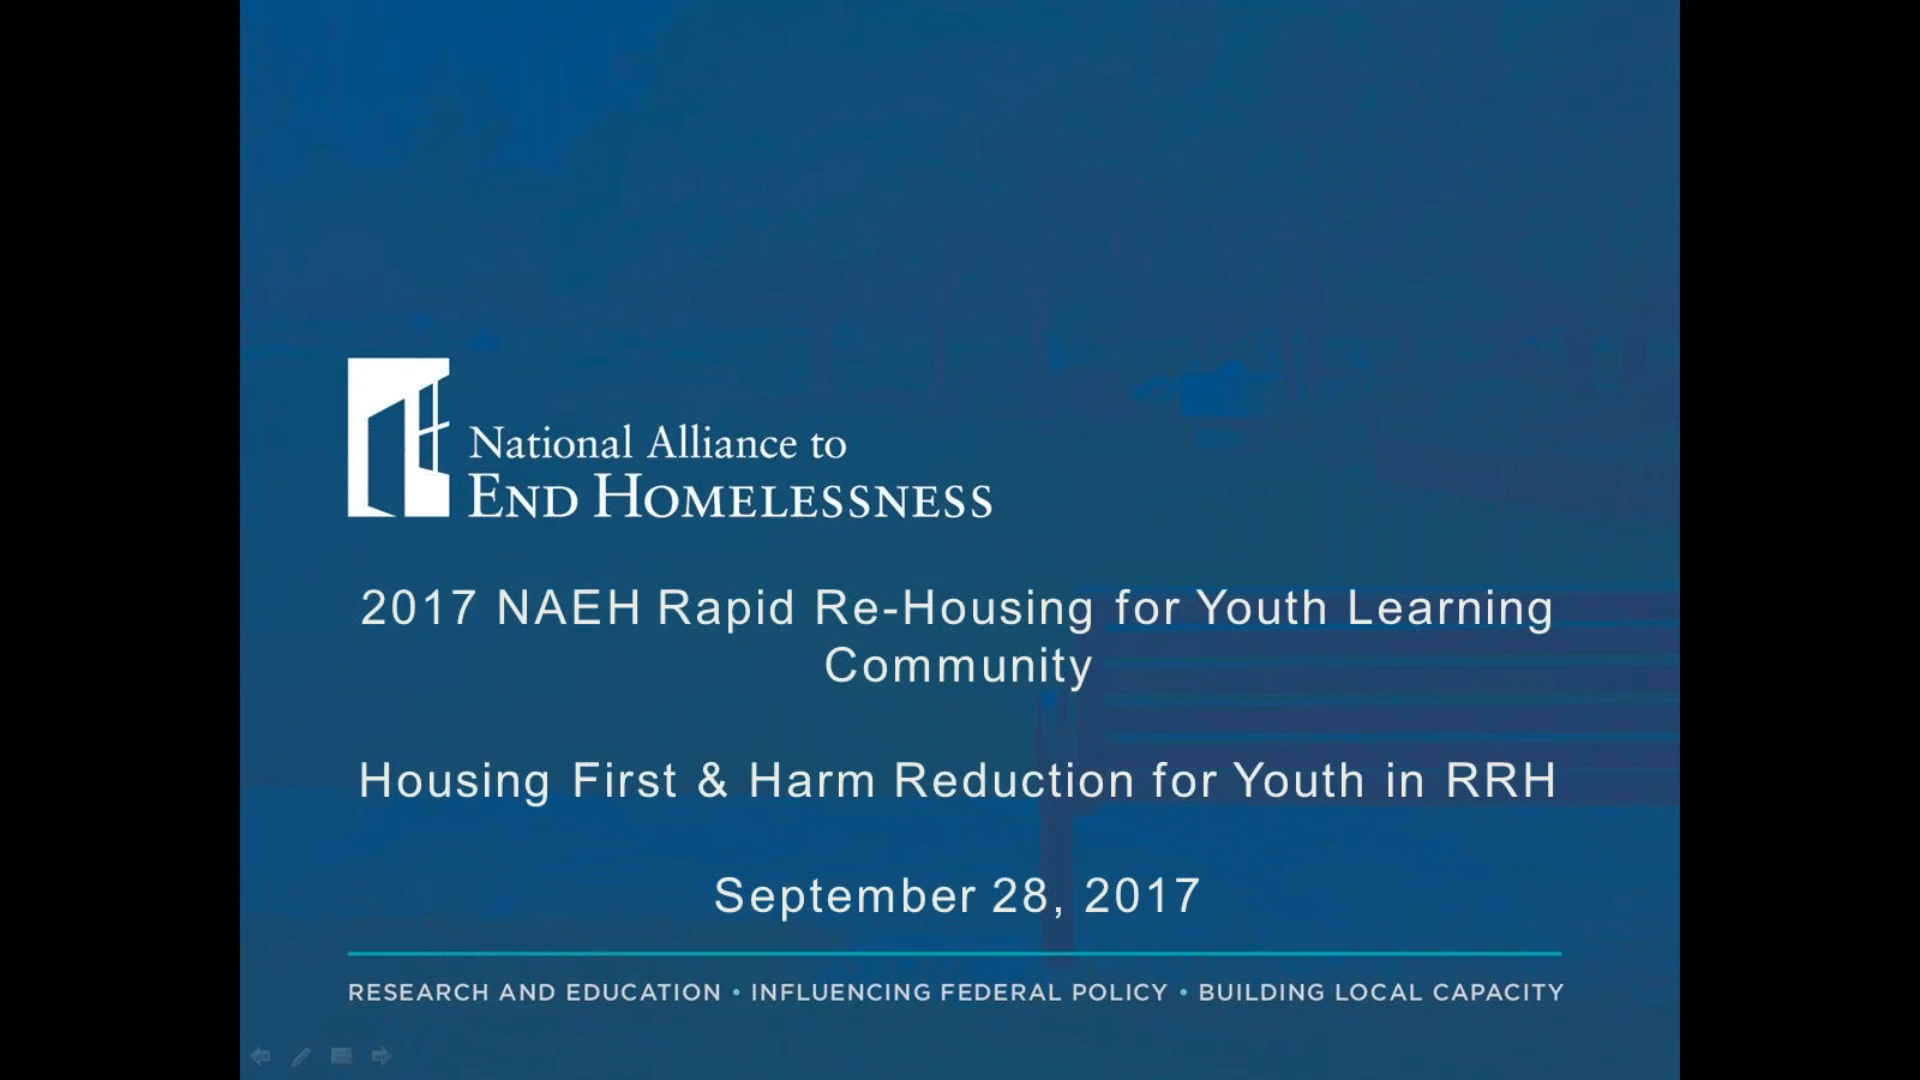 National Alliance to
END HOMELESSNESS
2017 NAEH Rapid Re-Housing for Youth Learning
Community
Housing First & Harm Reduction for Youth in RRH
September 28, 2017
RESEARCH AND EDUCATION • INFLUENCING FEDERAL POLICY • BUILDING LOCAL CAPACITY